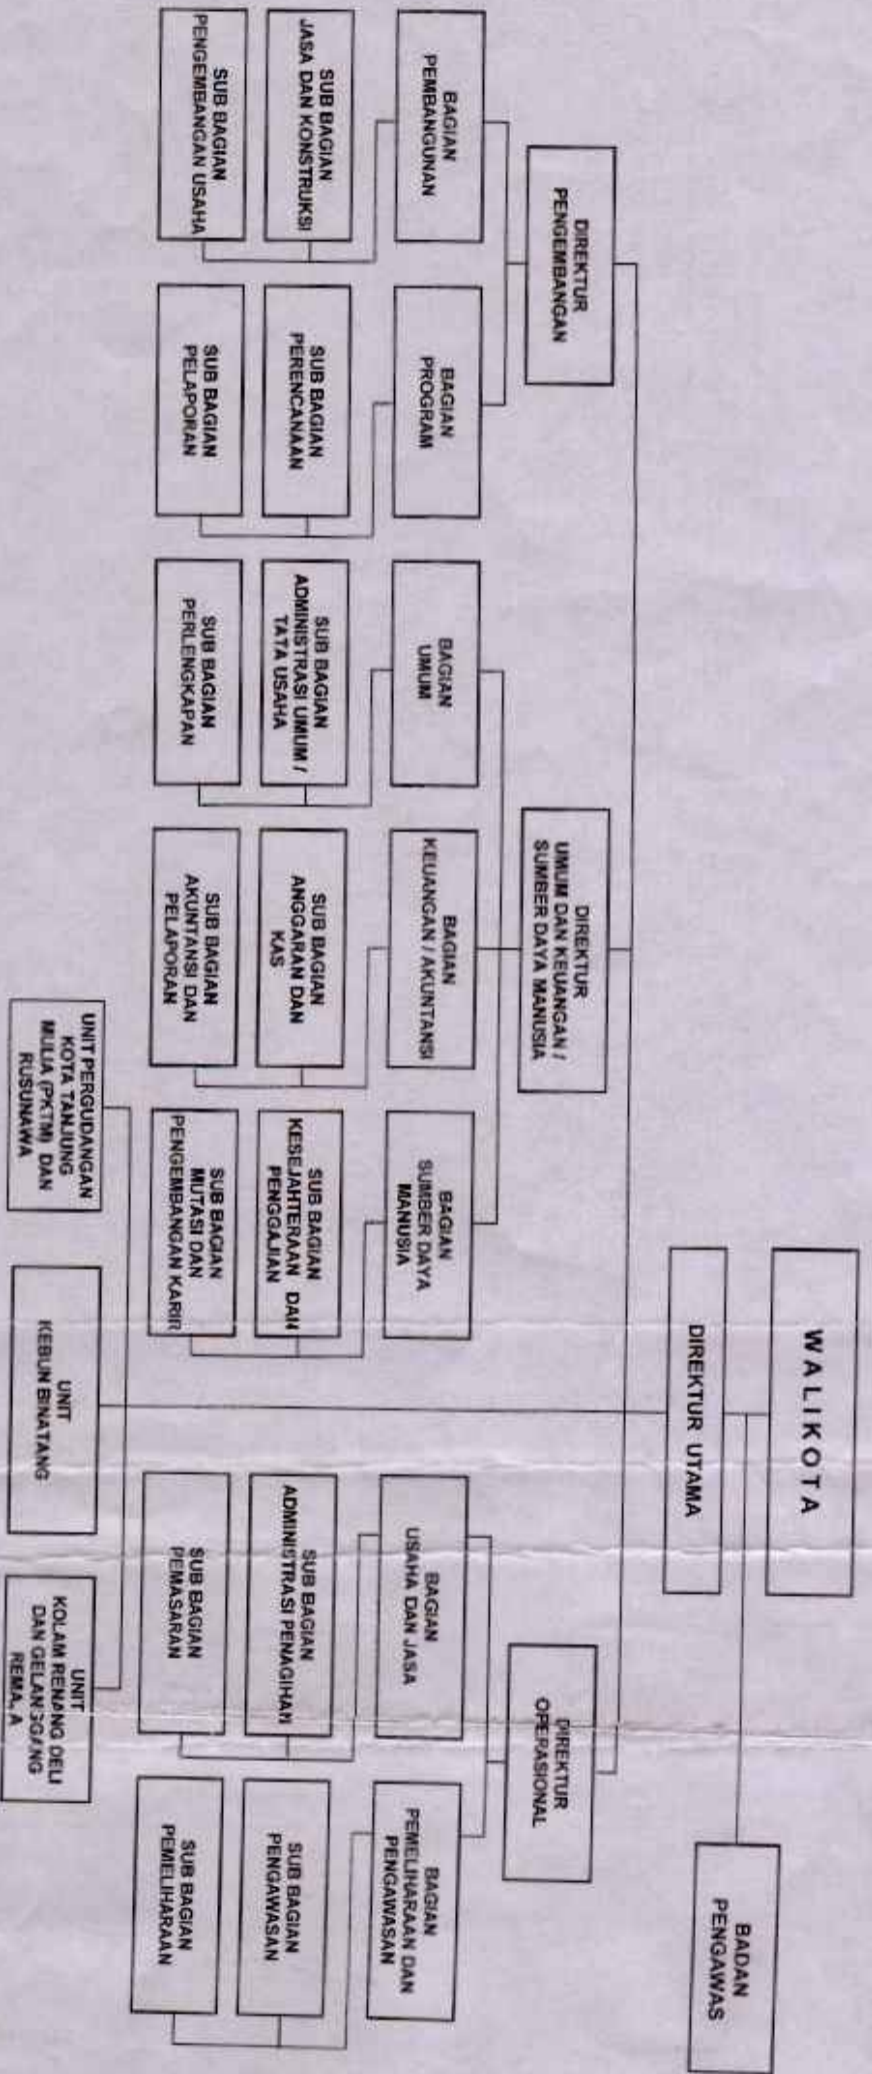 WALIKOTA
BADAN
PENGAWAS
DIREKTUR UTAMA
DIREKTUR
PENGEMBANGAN
DIREKTUR
UMUM DAN KEUANGAN /
SUMBER DAYA MANUSIA
DIREKTUR
OPERASIONAL
BAGIAN
PEMBANGUNAN
BAGIAN
PROGRAM
BAGIAN
UMUM
BAGIAN
KEUANGAN / AKUNTANSI
BAGIAN
SUMBER DAYA
MANUSIA
BAGIAN
USAHA DAN JASA
BAGIAN
PEMELIHARAAN DAN
PENGAWASAN
SUB BAGIAN
JASA DAN KONSTRUKSI
SUB BAGIAN
PERENCANAAN
SUB BAGIAN
ADMINISTRASI UMUM /
TATA USAHA
SUB BAGIAN
ANGGARAN DAN
KAS
SUB BAGIAN
KESEJAHTERAAN DAN
PENGGAJIAN
SUB BAGIAN
ADMINISTRASI PENAGIHAN
SUB BAGIAN
PENGAWASAN
SUB BAGIAN
PENGEMBANGAN USAHA
SUB BAGIAN
PELAPORAN
SUB BAGIAN
PERLENGKAPAN
SUB BAGIAN
AKUNTANSI DAN
PELAPORAN
SUB BAGIAN
MUTASI DAN
PENGEMBANGAN KARIR
SUB BAGIAN
PEMASARAN
SUB BAGIAN
PEMELIHARAAN
UNIT PERGUDANGAN
KOTA TANJUNG
MULIA (PKTM) DAN
RUSUNAWA
UNIT
KEBUN BINATANG
UNIT
KOLAM RENANG DELI
DAN GELANGGANG
REMAJA